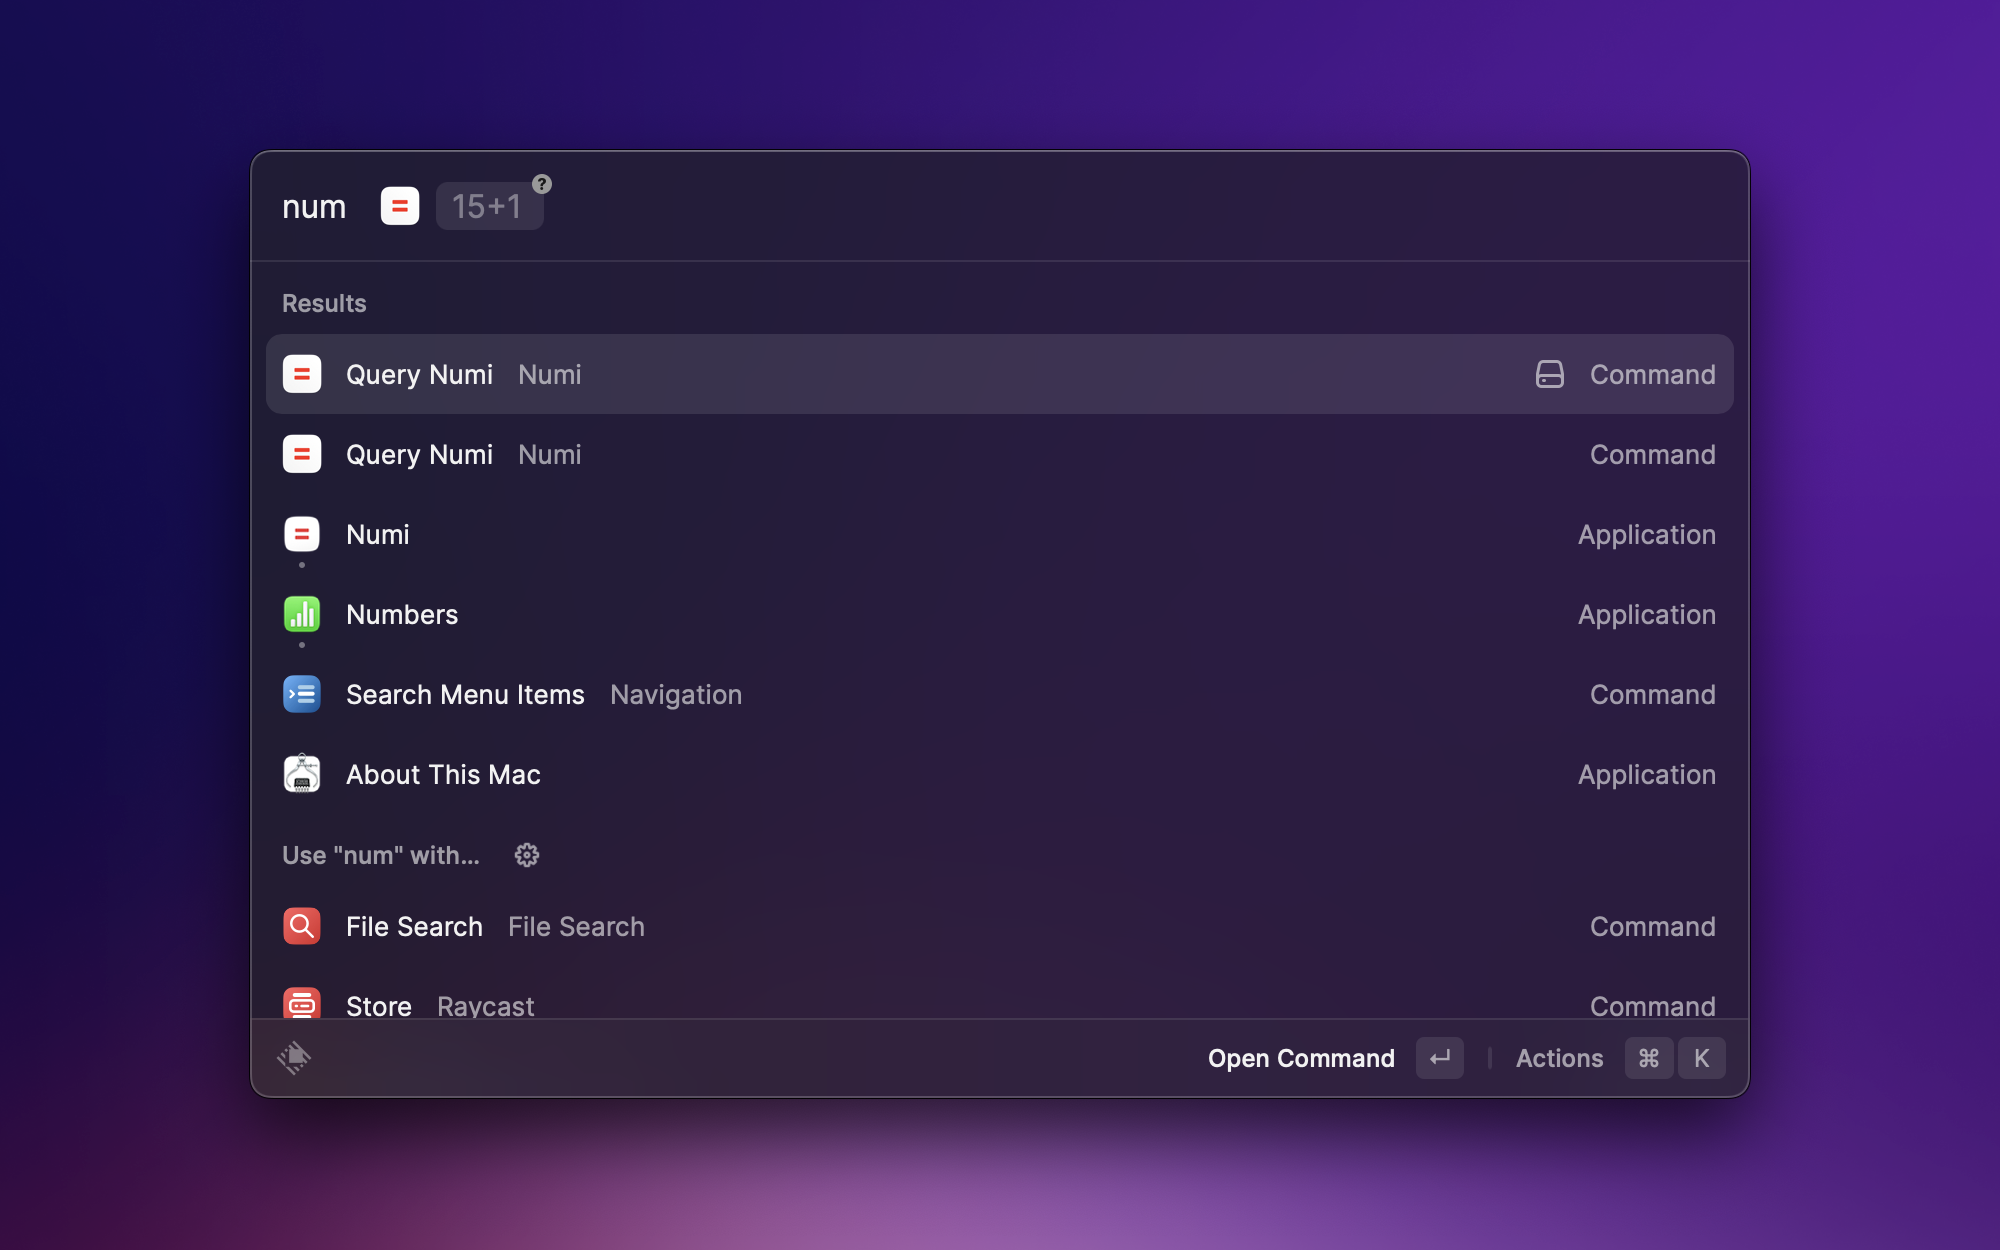 num 15+1 ?
Results
Query Numi Numi Command
Query Numi Numi Command
Numi Application
Numbers Application
Search Menu Items Navigation Command
About This Mac Application
Use "num" with...
File Search File Search Command
Store Raycast Command
Open Command ↵ Actions ⌘ K